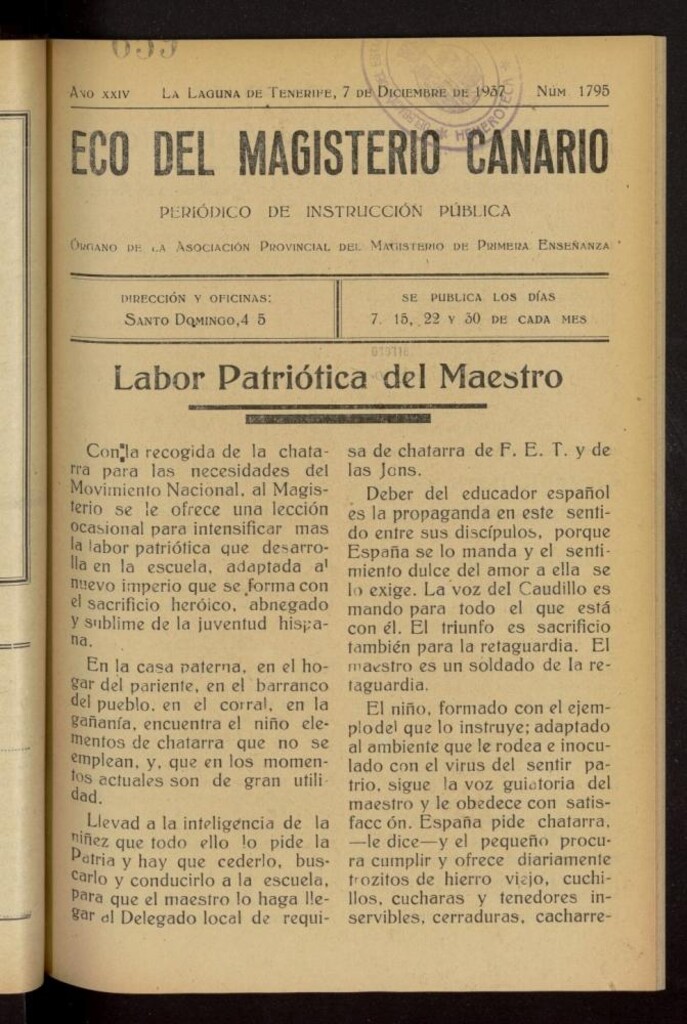 Año xxiv La Laguna de Tenerife, 7 de Diciembre de 1937 Núm. 1795
ECO DEL MAGISTERIO CANARIO
PERIÓDICO DE INSTRUCCIÓN PÚBLICA
Órgano de la Asociación Provincial del Magisterio de Primera Enseñanza
DIRECCIÓN Y OFICINAS:
Santo Domingo, 4 5
SE PUBLICA LOS DÍAS
7. 15, 22 Y 30 DE CADA MES
Labor Patriótica del Maestro
Con la recogida de la chata-
rra para las necesidades del
Movimiento Nacional, al Magis-
terio se le ofrece una lección
ocasional para intensificar mas
la labor patriótica que desarro-
lla en la escuela, adaptada al
nuevo imperio que se forma con
el sacrificio heróico, abnegado
y sublime de la juventud hispa-
na.
En la casa paterna, en el ho-
gar del pariente, en el barranco
del pueblo, en el corral, en la
gañanía, encuentra el niño ele-
mentos de chatarra que no se
emplean, y, que en los momen-
tos actuales son de gran utili-
dad.
Llevad a la inteligencia de la
niñez que todo ello lo pide la
Patria y hay que cederlo, bus-
carlo y conducirlo a la escuela,
para que el maestro lo haga lle-
gar al Delegado local de requi-
sa de chatarra de F. E. T. y de
las Jons.
Deber del educador español
es la propaganda en este senti-
do entre sus discípulos, porque
España se lo manda y el senti-
miento dulce del amor a ella se
lo exige. La voz del Caudillo es
mando para todo el que está
con él. El triunfo es sacrificio
también para la retaguardia. El
maestro es un soldado de la re-
taguardia.
El niño, formado con el ejem-
plo del que lo instruye; adaptado
al ambiente que le rodea e inocu-
lado con el virus del sentir pa-
trio, sigue la voz guiatoria del
maestro y le obedece con satis-
facc ón. España pide chatarra,
—le dice—y el pequeño procu-
ra cumplir y ofrece diariamente
trozitos de hierro viejo, cuchi-
llos, cucharas y tenedores in-
servibles, cerraduras, cacharre-